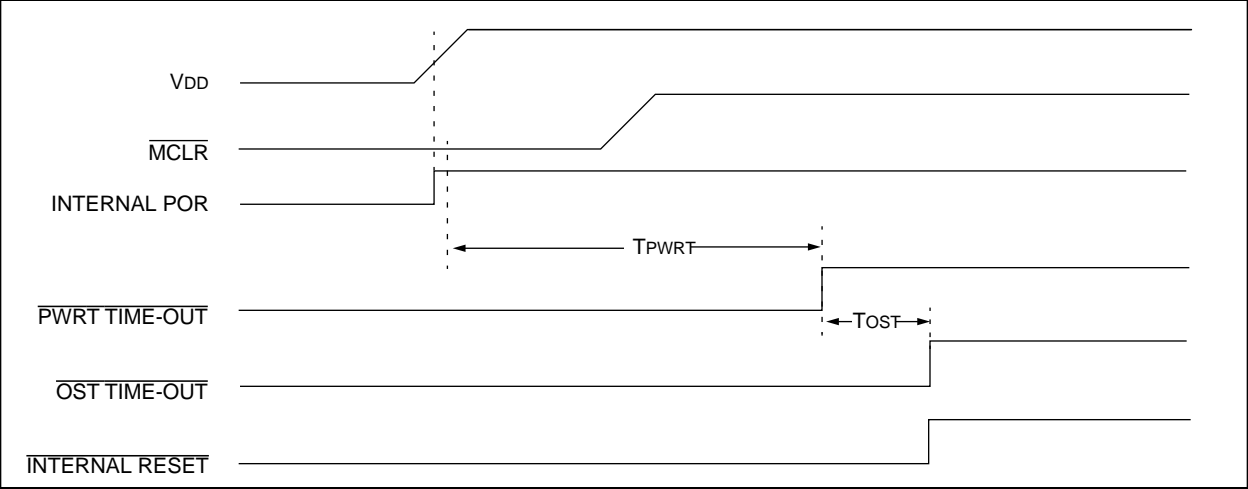 VDD
MCLR
INTERNAL POR
TPWRT
PWRT TIME-OUT
TOST
OST TIME-OUT
INTERNAL RESET